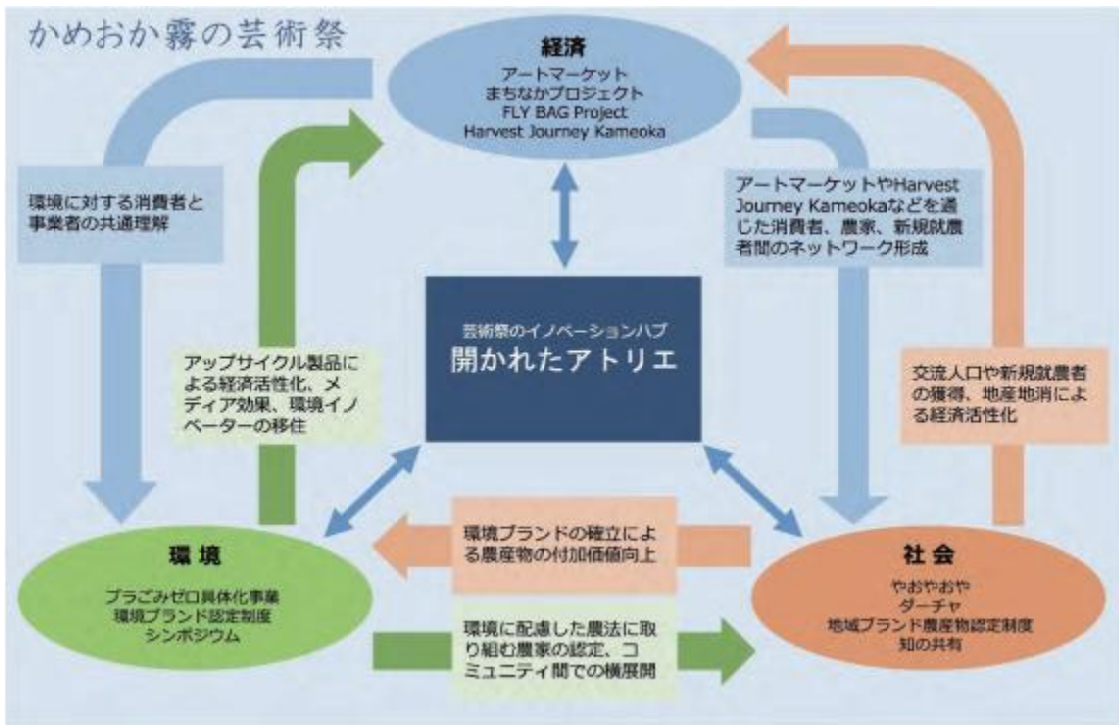 かめおか霧の芸術祭
経済
アートマーケット
まちなかプロジェクト
FLY BAG Project
Harvest Journey Kameoka
環境に対する消費者と
事業者の共通理解
アートマーケットやHarvest
Journey Kameokaなどを通
じた消費者、農家、新規就農
者間のネットワーク形成
芸術祭のイノベーションハブ
開かれたアトリエ
アップサイクル製品によ
る経済活性化、メ
ディア効果、環境イノ
ベーターの移住
交流人口や新規就農者
の獲得、地産地消によ
る経済活性化
環境ブランドの確立によ
る農産物の付加価値向上
環境
プラごみゼロ具体化事業
環境ブランド認定制度
シンポジウム
社会
やおやおや
ダーチャ
地域ブランド農産物認定制度
知の共有
環境に配慮した農法に取
り組む農家の認定、コ
ミュニティ間での横展開